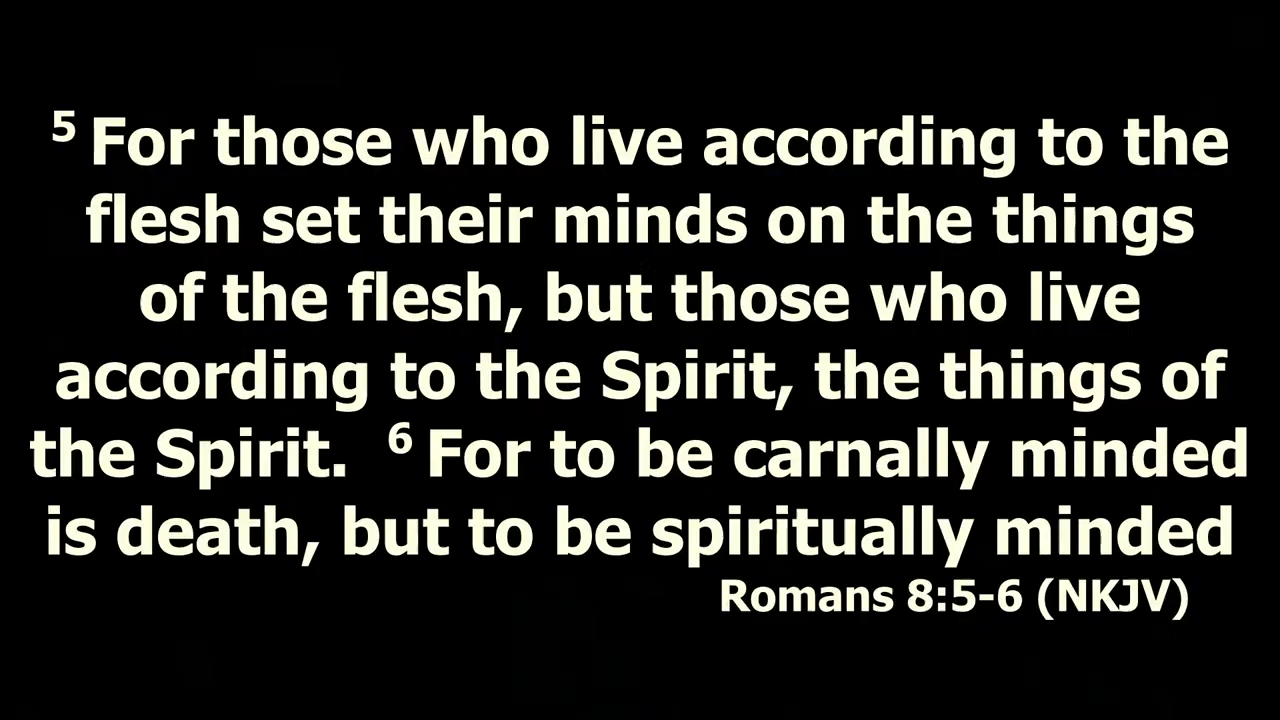 ⁵ For those who live according to the
flesh set their minds on the things
of the flesh, but those who live
according to the Spirit, the things of
the Spirit. ⁶ For to be carnally minded
is death, but to be spiritually minded
Romans 8:5-6 (NKJV)